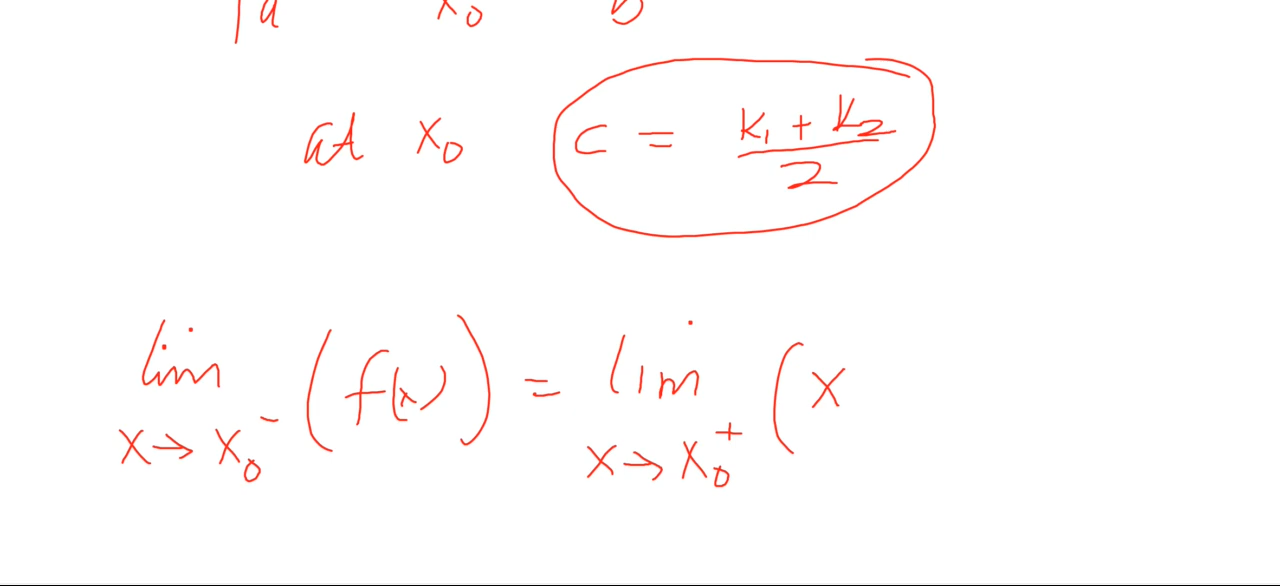 a x₀ b
at x₀ c = (k₁ + k₂)/2
lim x→x₀⁻ (f(x)) = lim x→x₀⁺ (x